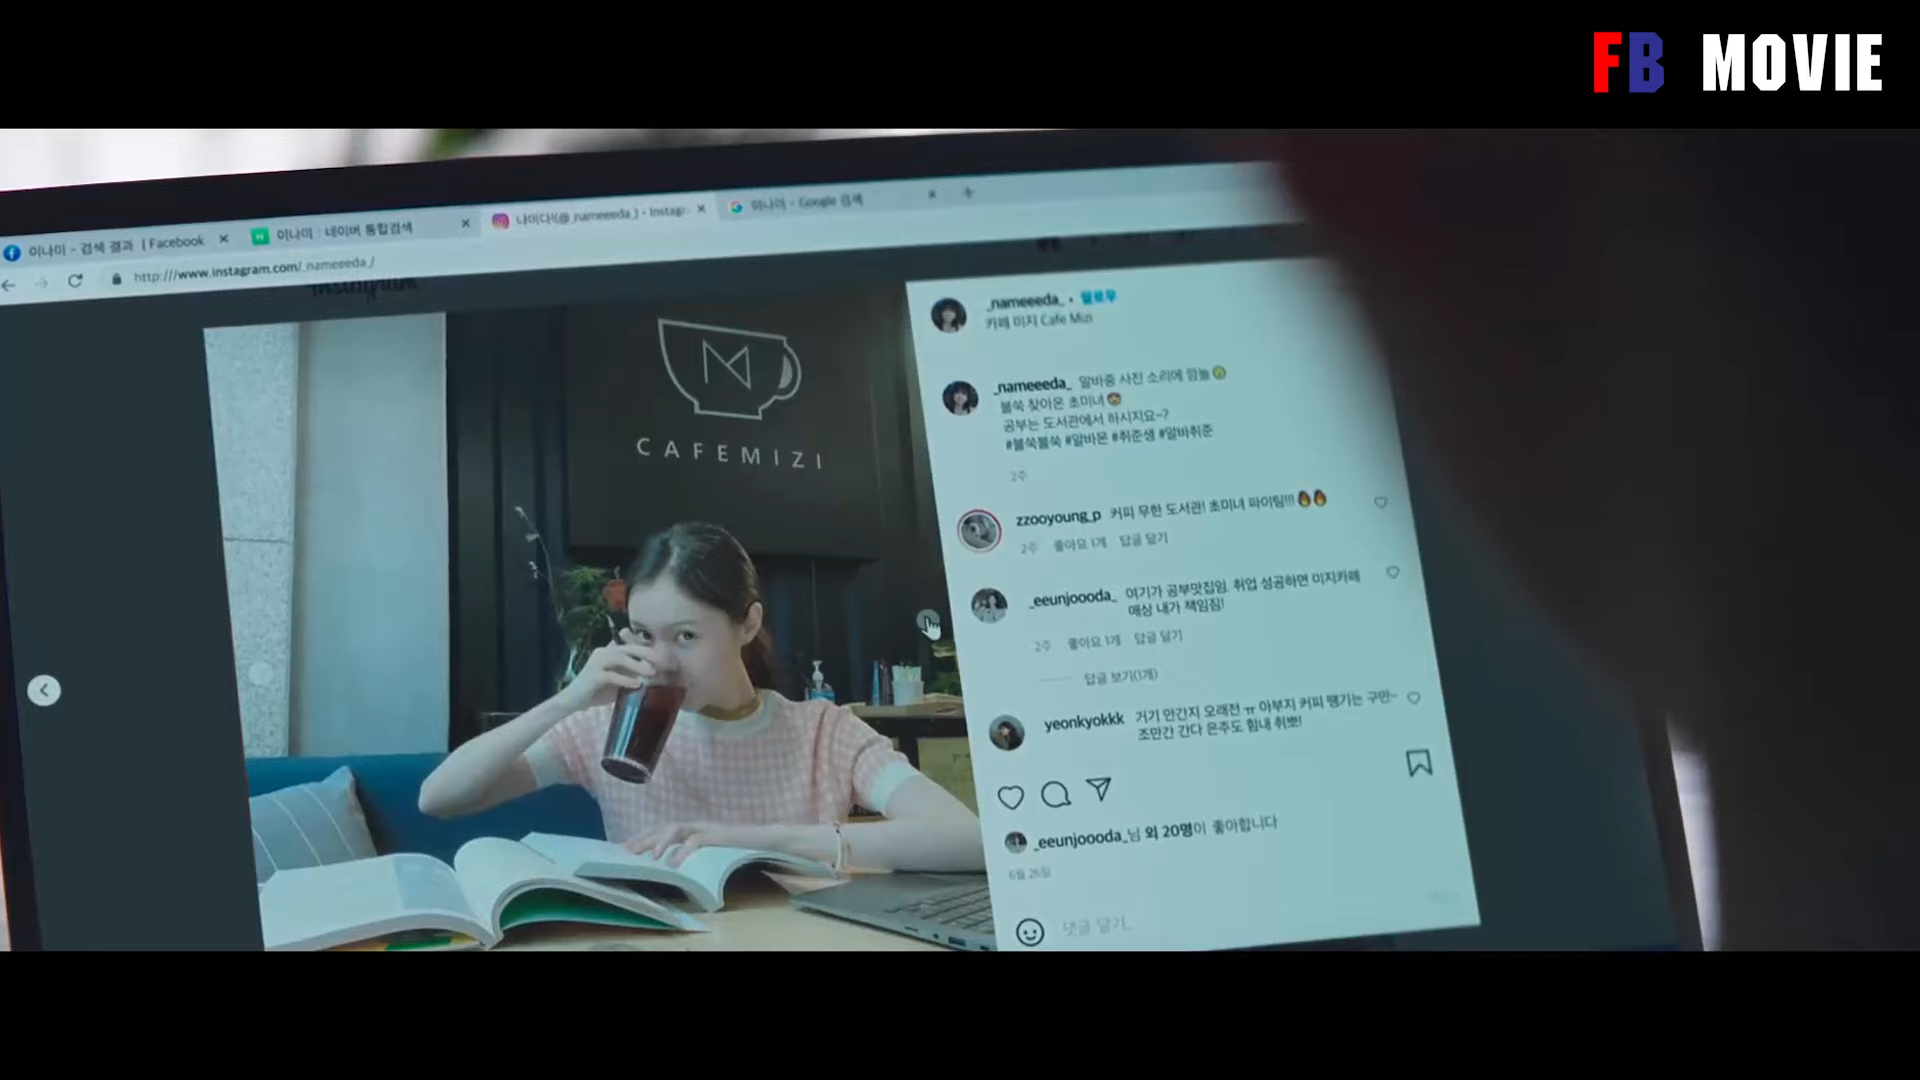 FB MOVIE
이나미 - 검색 결과 | Facebook
이나미 : 네이버 통합검색
나미다!(@_nameeeda_) • Instagr
이나미 - Google 검색
http:///www.instagram.com/_nameeeda_/
Instagram
CAFEMIZI
_nameeeda_ • 팔로우
카페 미지 Cafe Mizi
_nameeeda_ 알바중 사진 소리에 깜놀
불쑥 찾아온 초미녀
공부는 도서관에서 하시지요~?
#불쑥불쑥 #알바몬 #취준생 #알바취준
2주
zzooyoung_p 커피 무한 도서관! 초미녀 파이팅!!!
2주 좋아요 1개 답글 달기
_eeunjoooda_ 여기가 공부맛집임. 취업 성공하면 미지카페
매상 내가 책임짐!
2주 좋아요 1개 답글 달기
답글 보기(1개)
yeonkyokkk 거기 안간지 오래전 ㅠ 아부지 커피 땡기는 구만~
조만간 간다 은주도 힘내 취뽀!
_eeunjoooda_님 외 20명이 좋아합니다
6월 26일
댓글 달기...